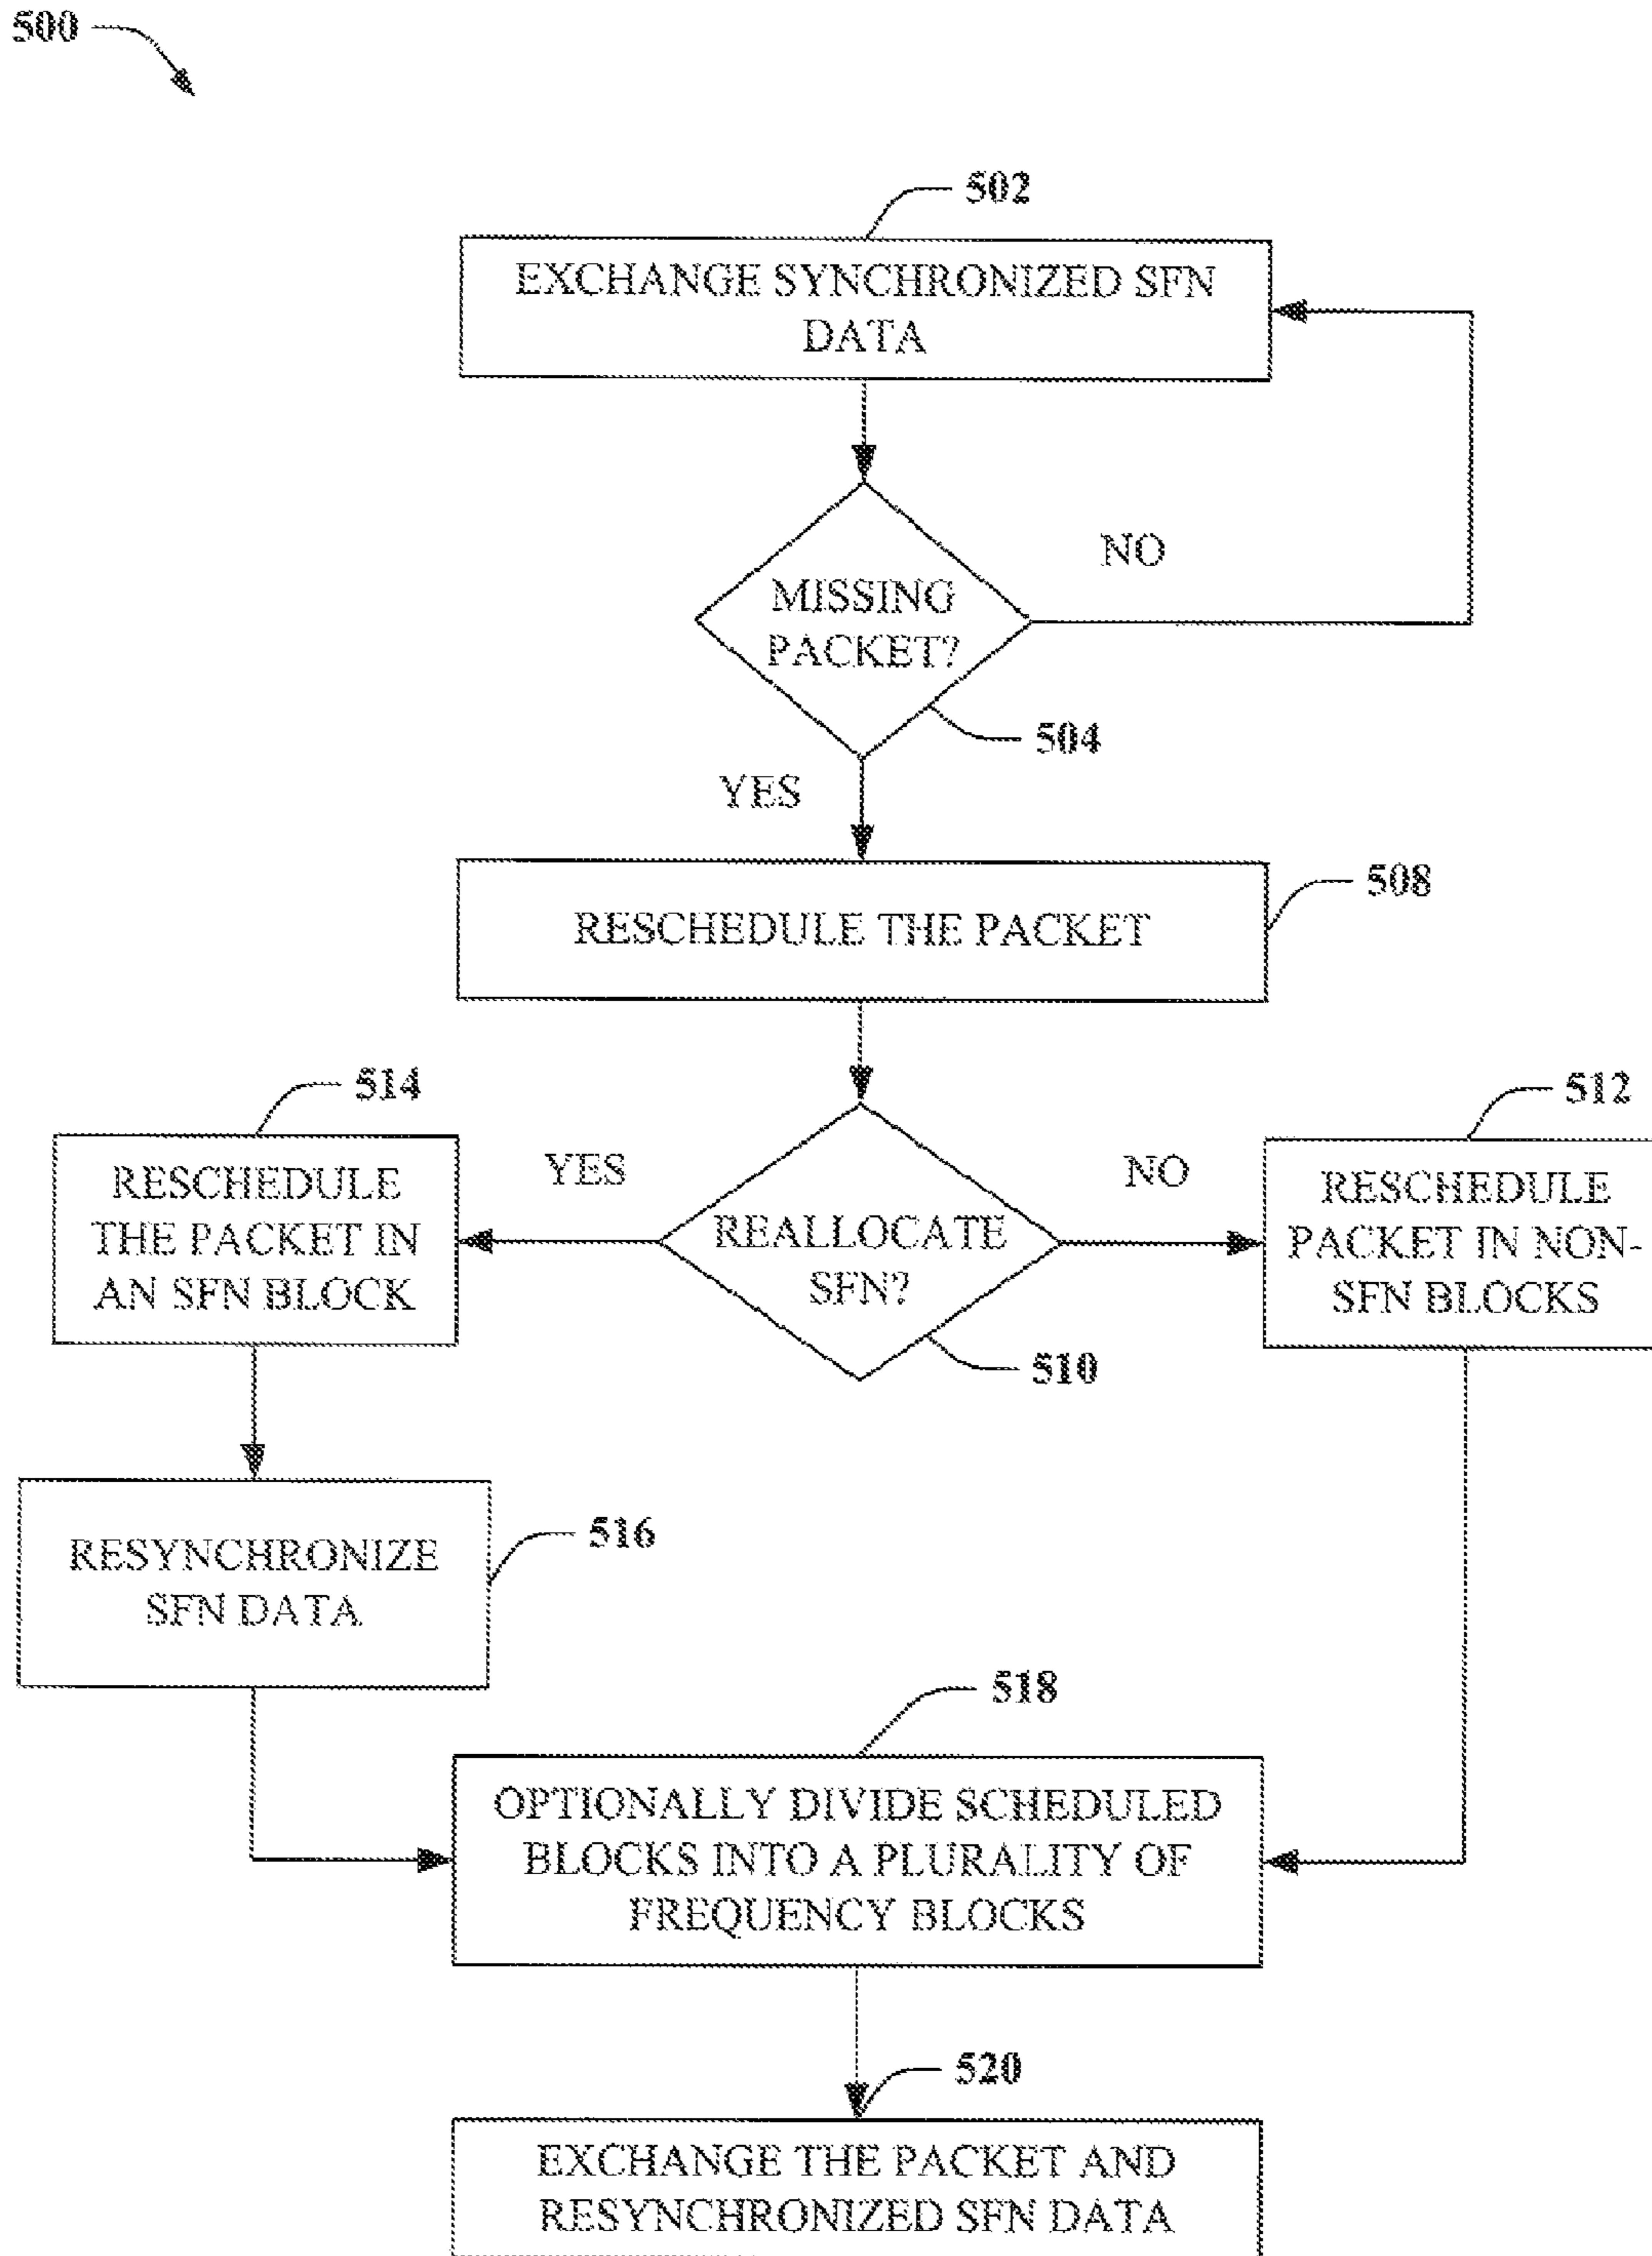 500
502
EXCHANGE SYNCHRONIZED SFN
DATA
NO
MISSING
PACKET?
504
YES
508
RESCHEDULE THE PACKET
514
512
YES
NO
RESCHEDULE
THE PACKET IN
AN SFN BLOCK
REALLOCATE
SFN?
RESCHEDULE
PACKET IN NON-
SFN BLOCKS
510
516
RESYNCHRONIZE
SFN DATA
518
OPTIONALLY DIVIDE SCHEDULED
BLOCKS INTO A PLURALITY OF
FREQUENCY BLOCKS
520
EXCHANGE THE PACKET AND
RESYNCHRONIZED SFN DATA